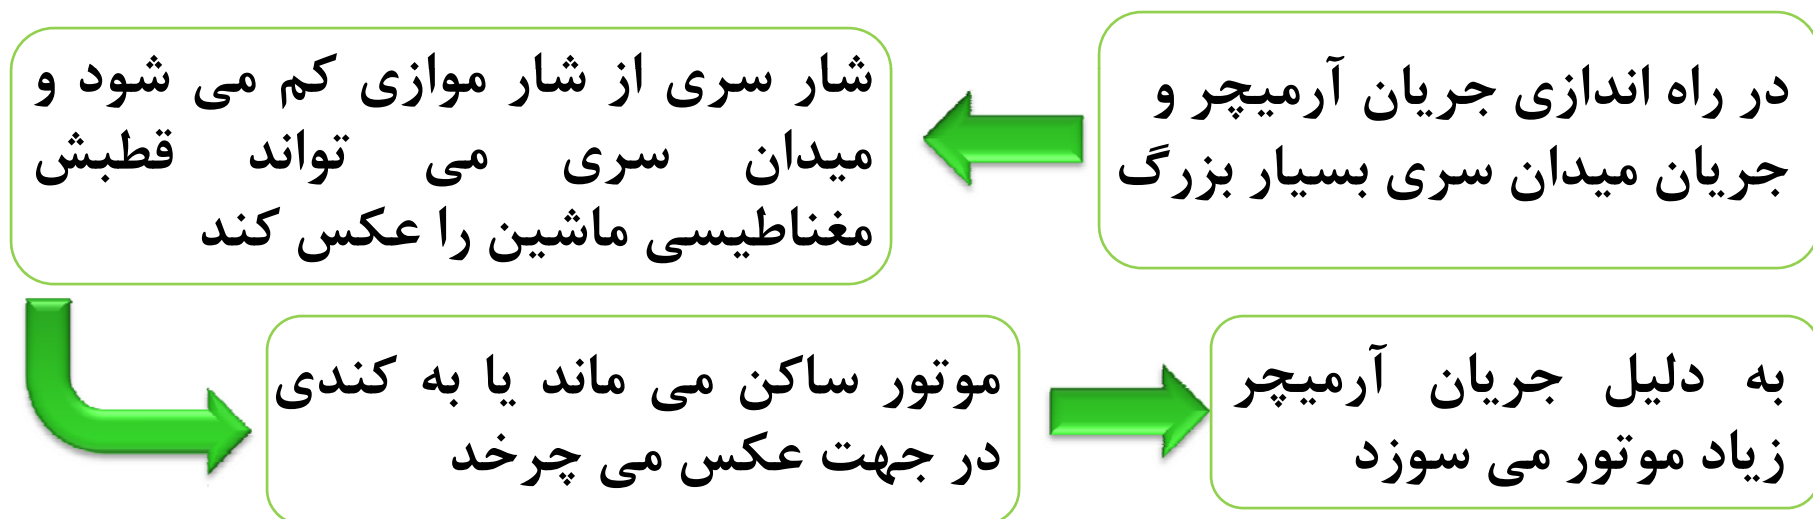 در راه اندازی جریان آرمیچر و
جریان میدان سری بسیار بزرگ
شار سری از شار موازی کم می شود و
میدان سری می تواند قطبش
مغناطیسی ماشین را عکس کند
موتور ساکن می ماند یا به کندی
در جهت عکس می چرخد
به دلیل جریان آرمیچر
زیاد موتور می سوزد